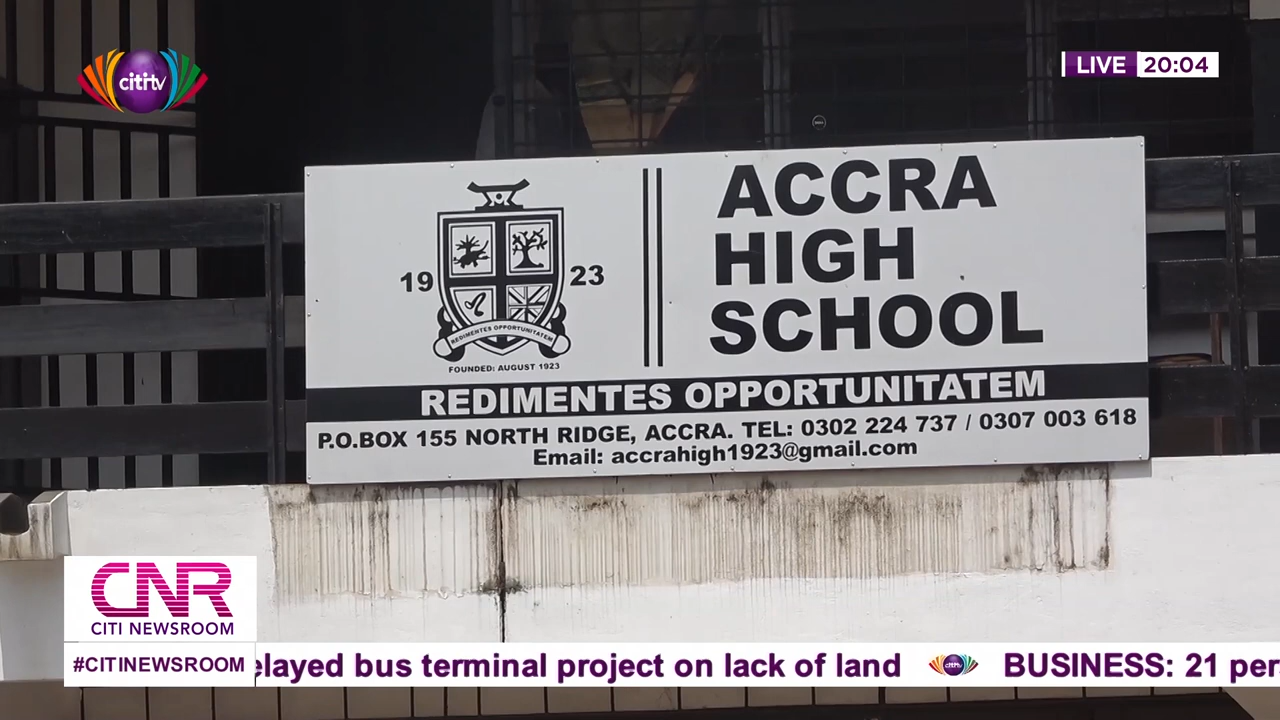 citi tv
LIVE 20:04
ACCRA
HIGH
SCHOOL
19 23
REDIMENTES OPPORTUNITATEM
FOUNDED: AUGUST 1923
REDIMENTES OPPORTUNITATEM
P.O.BOX 155 NORTH RIDGE, ACCRA. TEL: 0302 224 737 / 0307 003 618
Email: accrahigh1923@gmail.com
CNR
CITI NEWSROOM
#CITINEWSROOM elayed bus terminal project on lack of land citi tv BUSINESS: 21 per